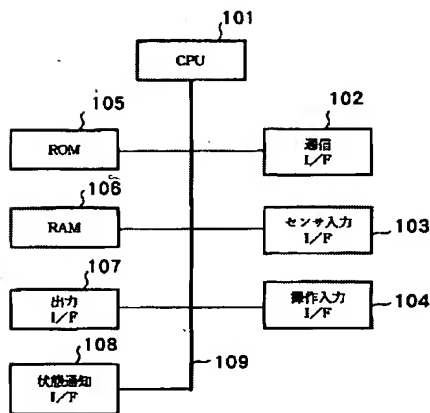 101
CPU
105
ROM
102
通信
I/F
106
RAM
センサ入力
I/F
103
107
出力
I/F
操作入力
I/F
104
108
状態通知
I/F
109